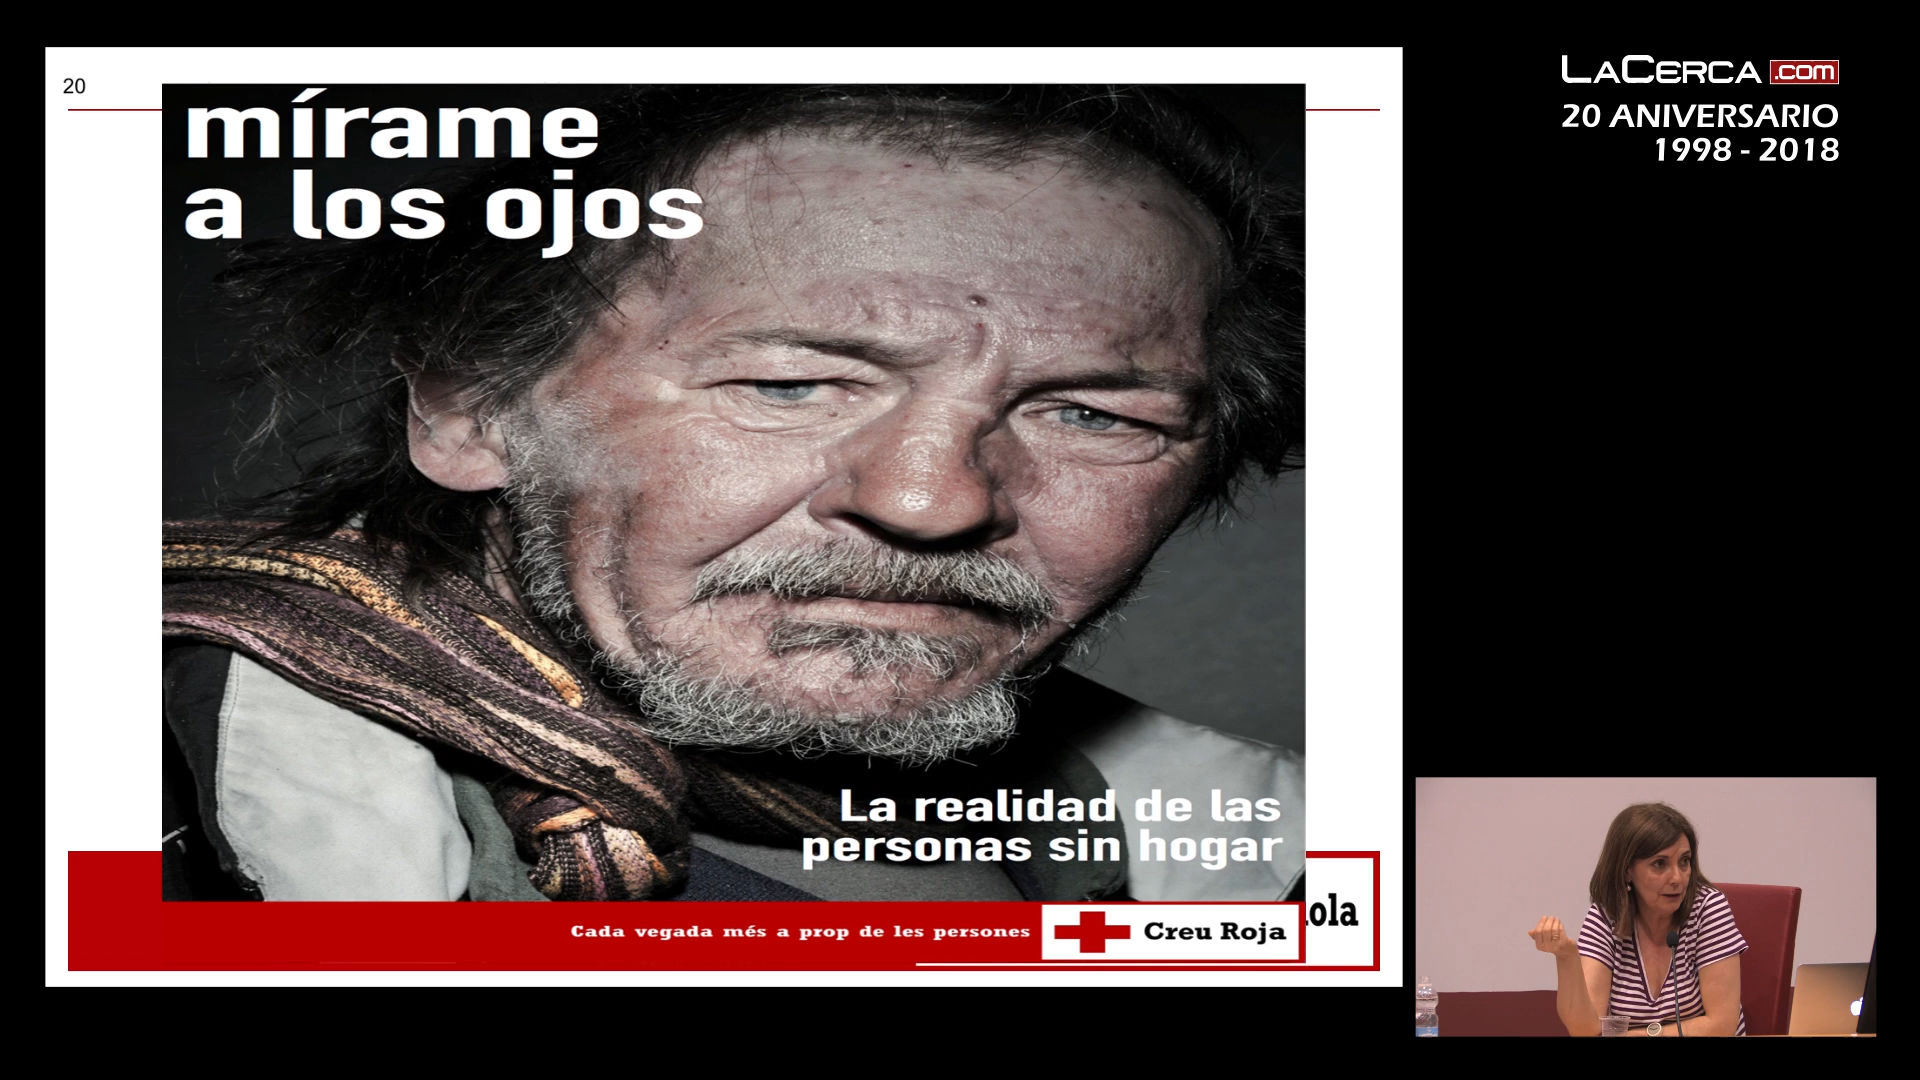 20
mírame
a los ojos
La realidad de las
personas sin hogar
Cada vegada més a prop de les persones
Creu Roja
LaCerca .com
20 ANIVERSARIO
1998 - 2018